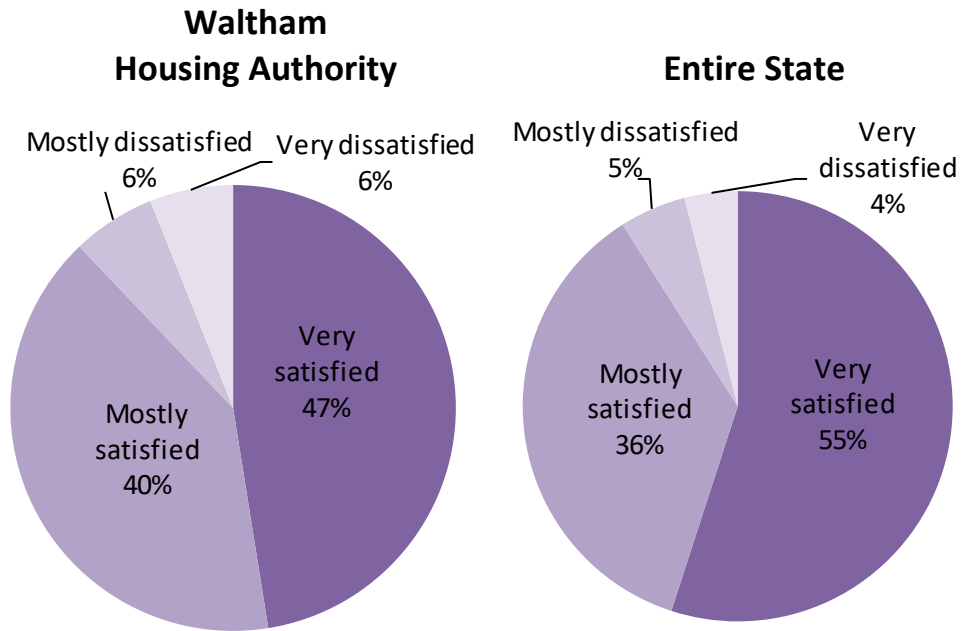 Waltham
Housing Authority
Mostly dissatisfied
6%
Very dissatisfied
6%
Very
satisfied
47%
Mostly
satisfied
40%
Entire State
Mostly dissatisfied
5%
Very
dissatisfied
4%
Mostly
satisfied
36%
Very
satisfied
55%